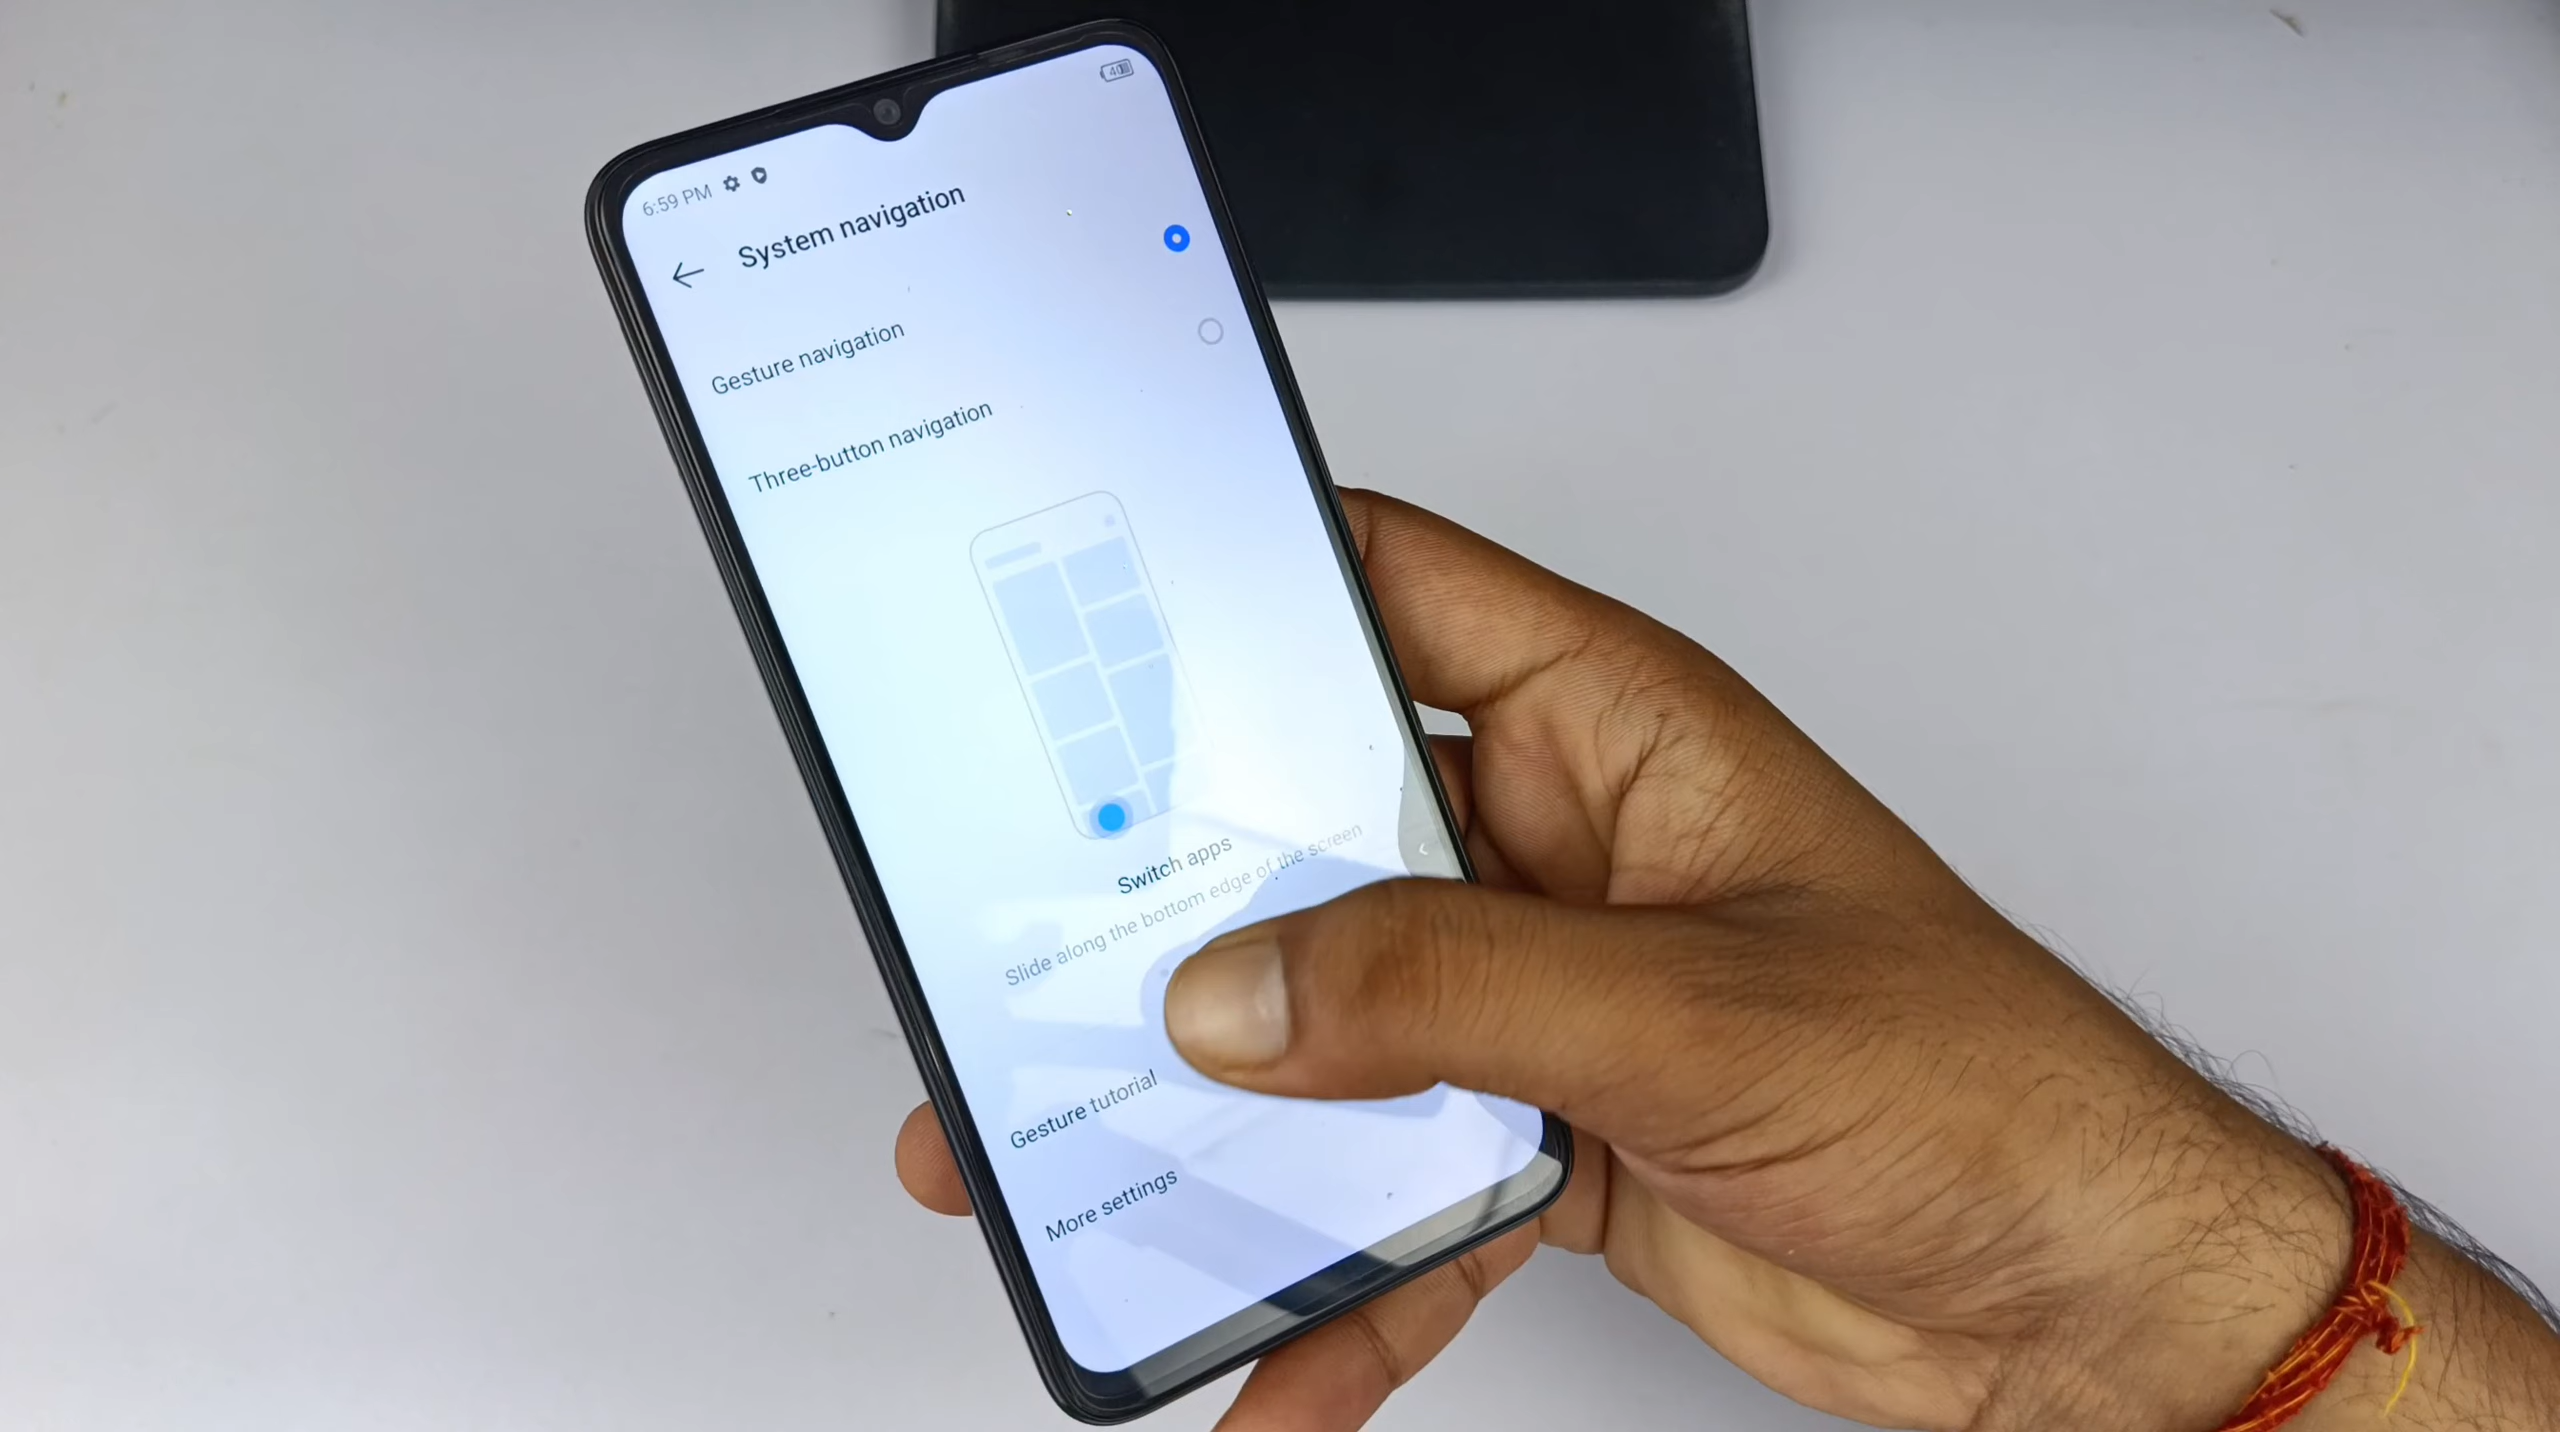 40
6:59 PM
System navigation
Gesture navigation
Three-button navigation
Switch apps
Slide along the bottom edge of the screen
Gesture tutorial
More settings